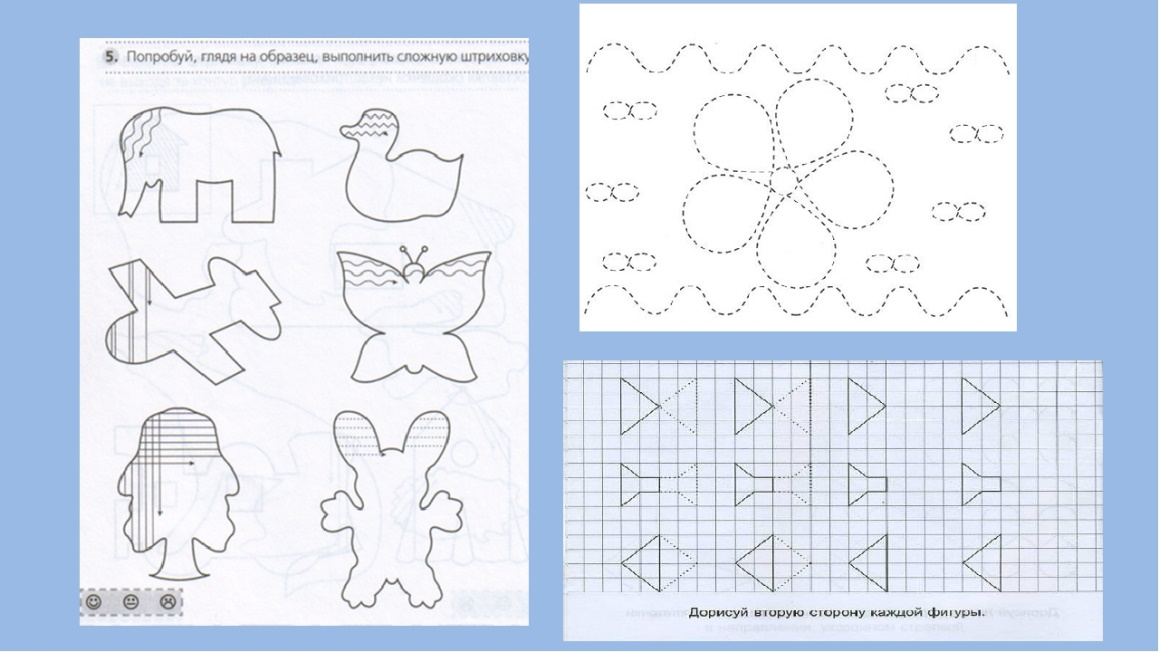 5. Попробуй, глядя на образец, выполнить сложную штриховку
Дорисуй вторую сторону каждой фигуры.